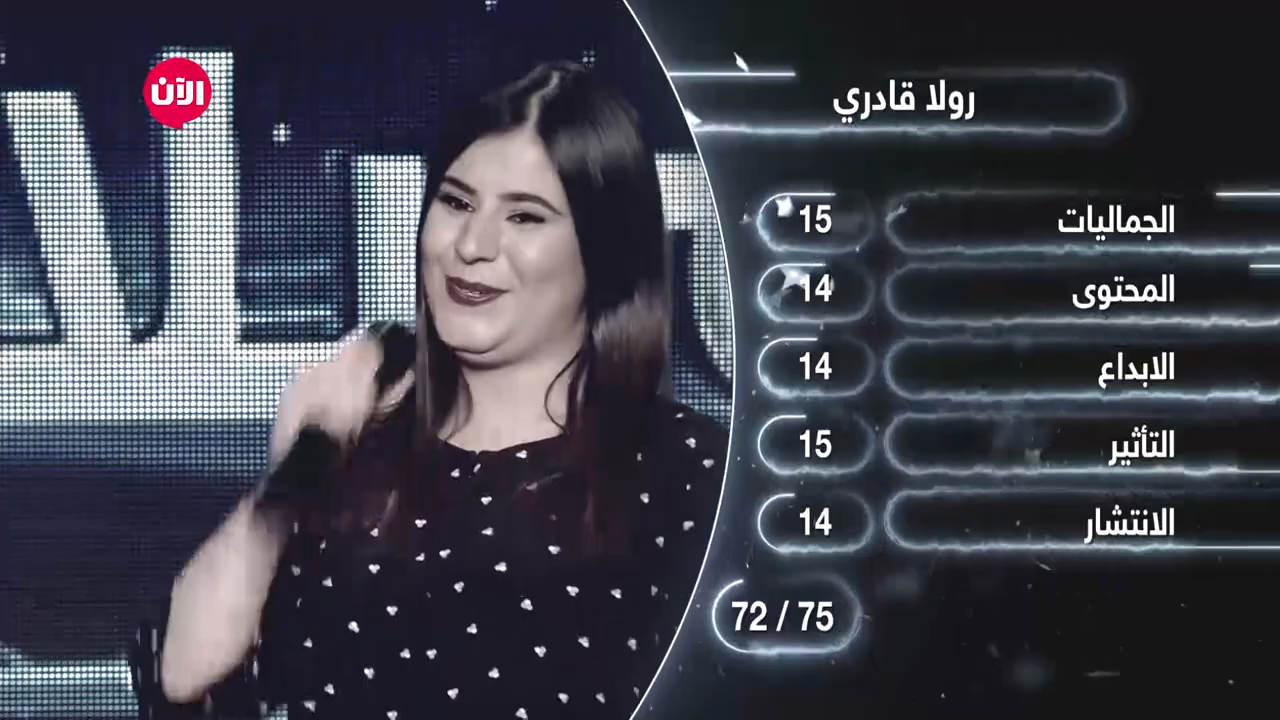 الآن
رولا قادري
الجماليات 15
المحتوى 14
الابداع 14
التأثير 15
الانتشار 14
72 / 75